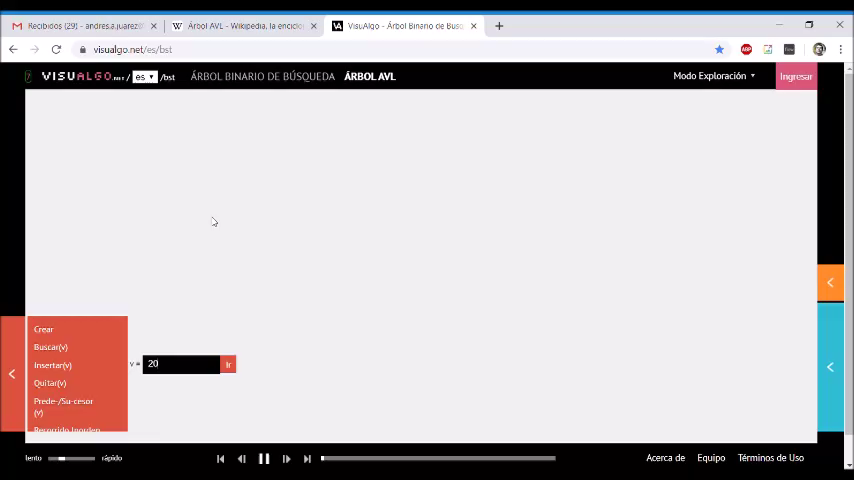 Recibidos (29) - andres.a.juarez@
Árbol AVL - Wikipedia, la enciclo
VisuAlgo - Árbol Binario de Búsq
visualgo.net/es/bst
7 VISUALGO.NET / es /bst ÁRBOL BINARIO DE BÚSQUEDA ÁRBOL AVL Modo Exploración Ingresar
Crear
Buscar(v)
Insertar(v)
v = 20 Ir
Quitar(v)
Prede-/Su-cesor
(v)
Recorrido Inorden
lento rápido Acerca de Equipo Términos de Uso